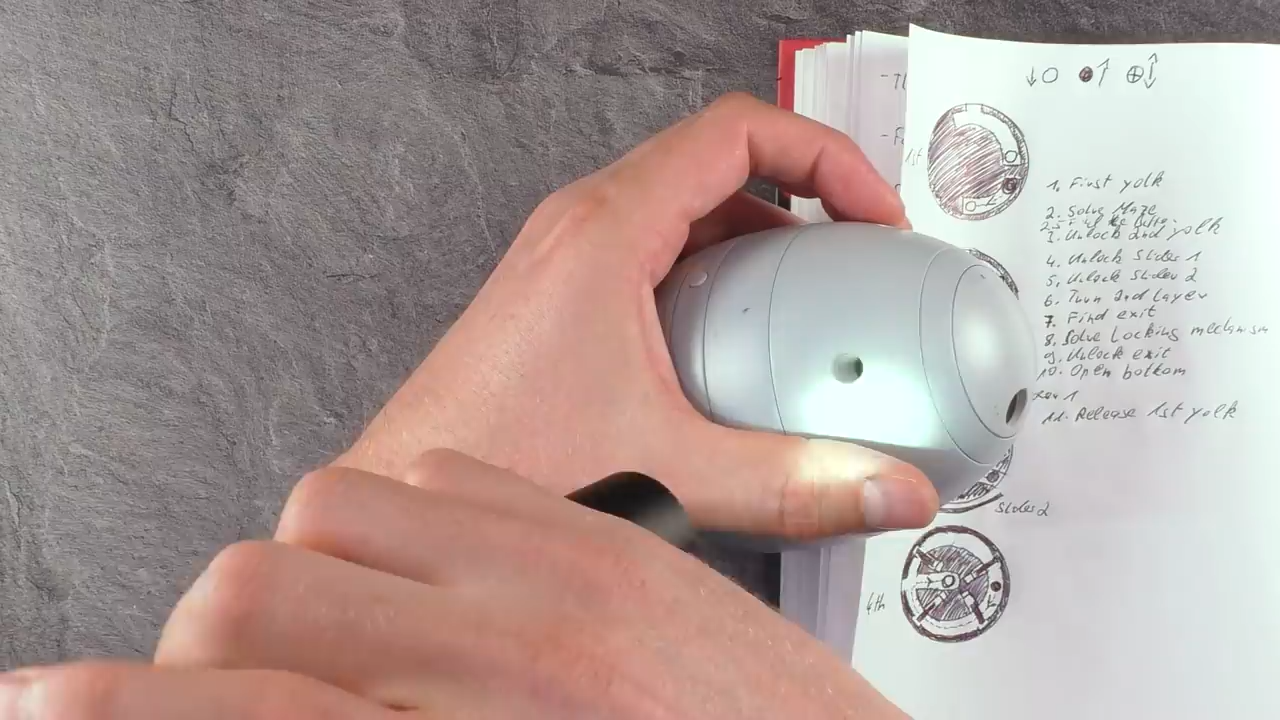 1st
1. First yolk
2. Solve Maze
3. Unlock 2nd yolk
4. Unlock Slider 1
5. Unlock Slider 2
6. Turn 2nd Layer
7. Find exit
8. Solve Locking mechanism
9. Unlock exit
10. Open bottom
11. Release 1st yolk
Slider 2
4th